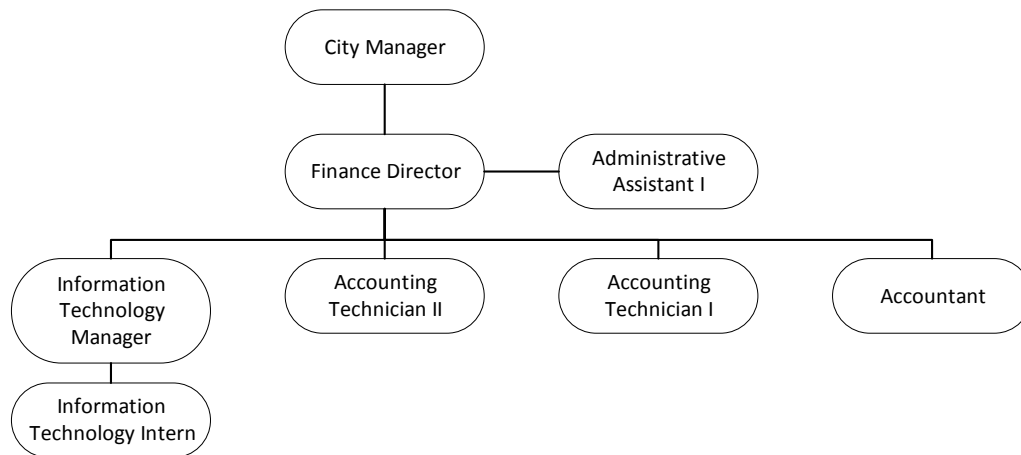 City Manager
Finance Director
Administrative
Assistant I
Information
Technology
Manager
Accounting
Technician II
Accounting
Technician I
Accountant
Information
Technology Intern